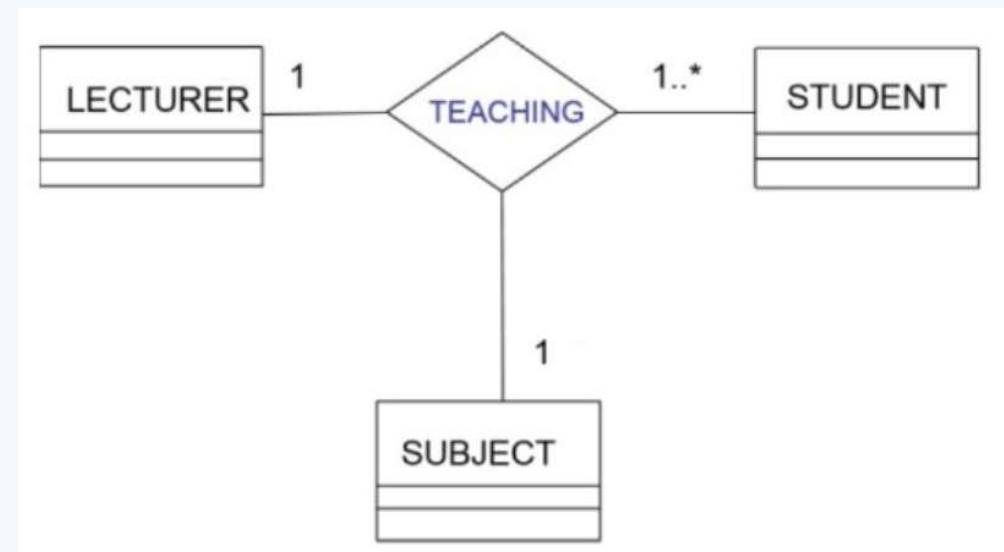 LECTURER
1
TEACHING
1..*
STUDENT
1
SUBJECT